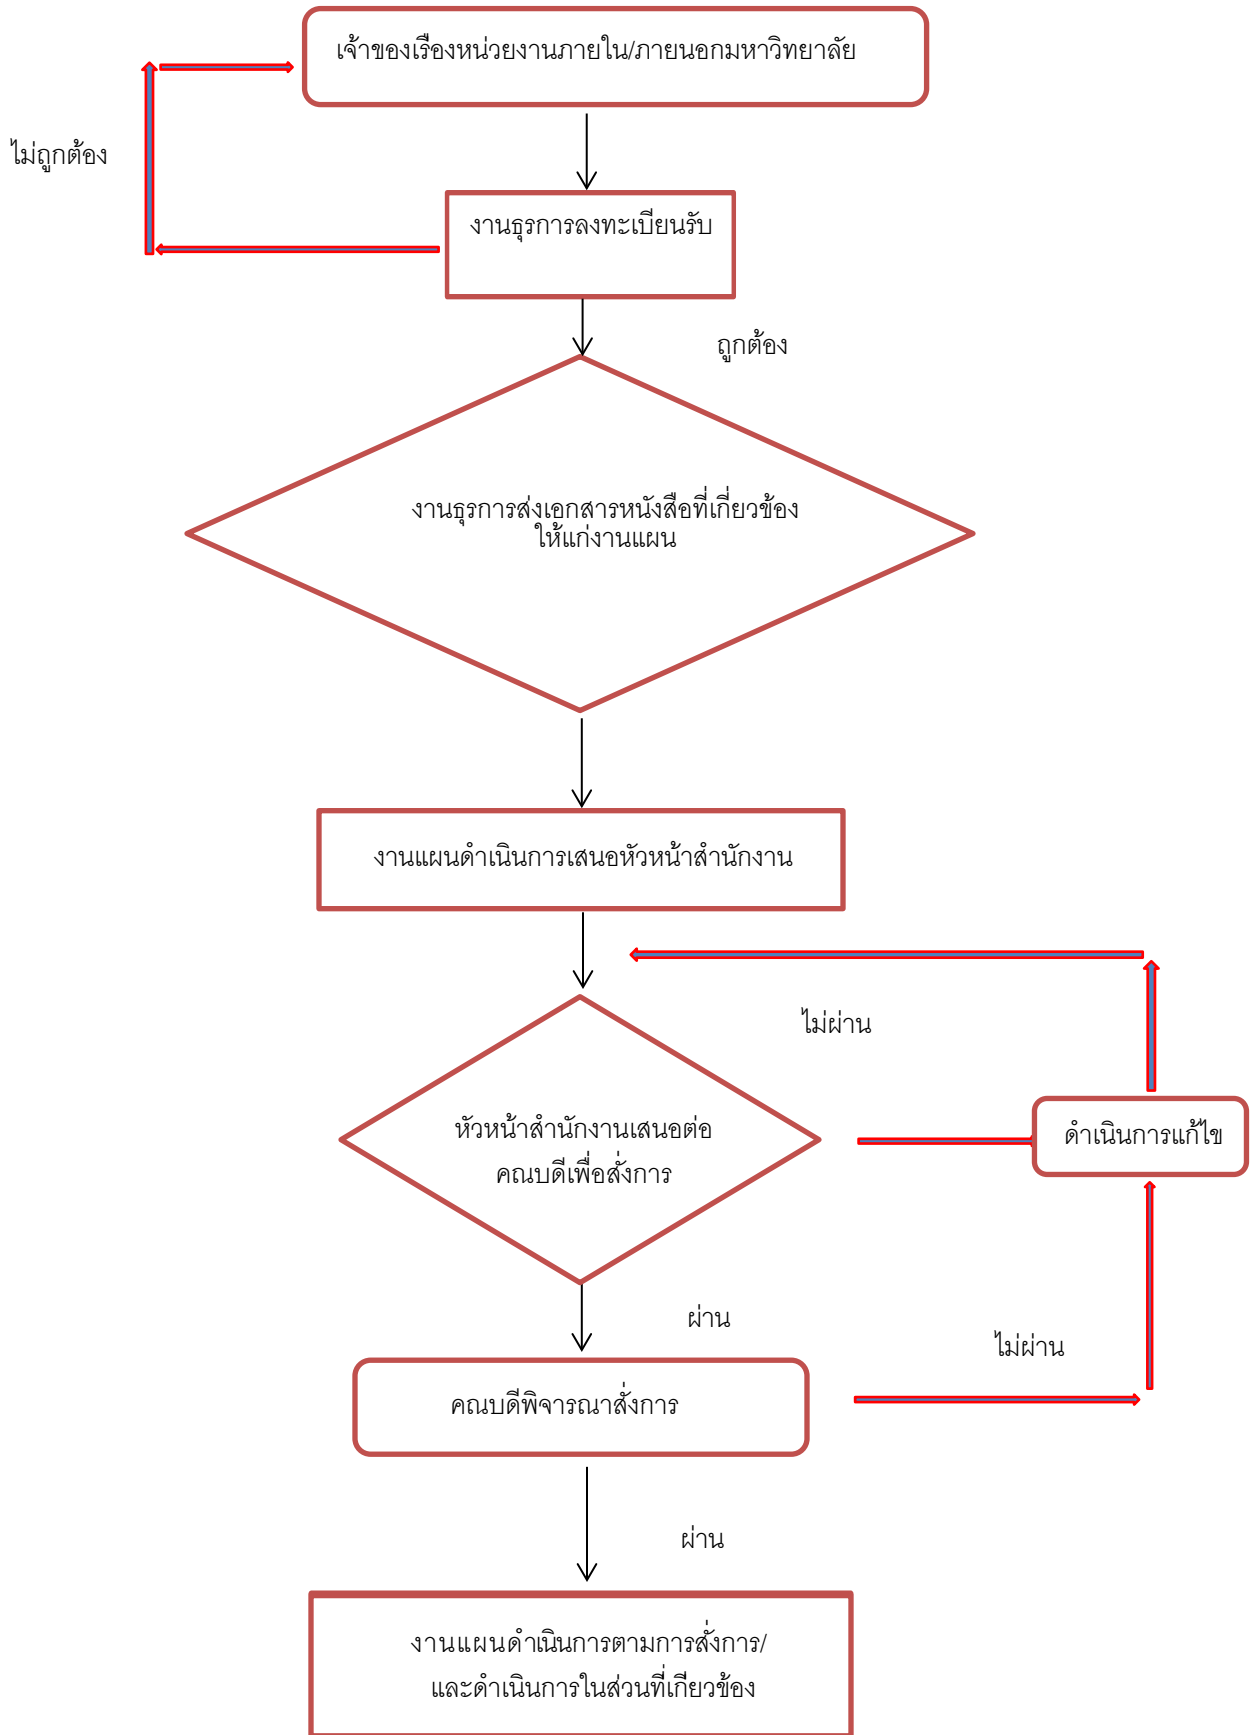 เจ้าของเรื่องหน่วยงานภายใน/ภายนอกมหาวิทยาลัย
ไม่ถูกต้อง
งานธุรการลงทะเบียนรับ
ถูกต้อง
งานธุรการส่งเอกสารหนังสือที่เกี่ยวข้อง
ให้แก่งานแผน
งานแผนดำเนินการเสนอหัวหน้าสำนักงาน
ไม่ผ่าน
หัวหน้าสำนักงานเสนอต่อ
คณบดีเพื่อสั่งการ
ดำเนินการแก้ไข
ผ่าน
ไม่ผ่าน
คณบดีพิจารณาสั่งการ
ผ่าน
งานแผนดำเนินการตามการสั่งการ/
และดำเนินการในส่วนที่เกี่ยวข้อง